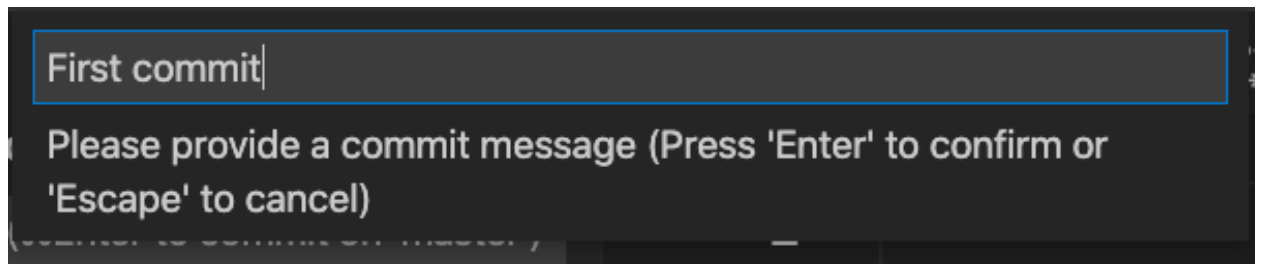 First commit
Please provide a commit message (Press 'Enter' to confirm or
'Escape' to cancel)